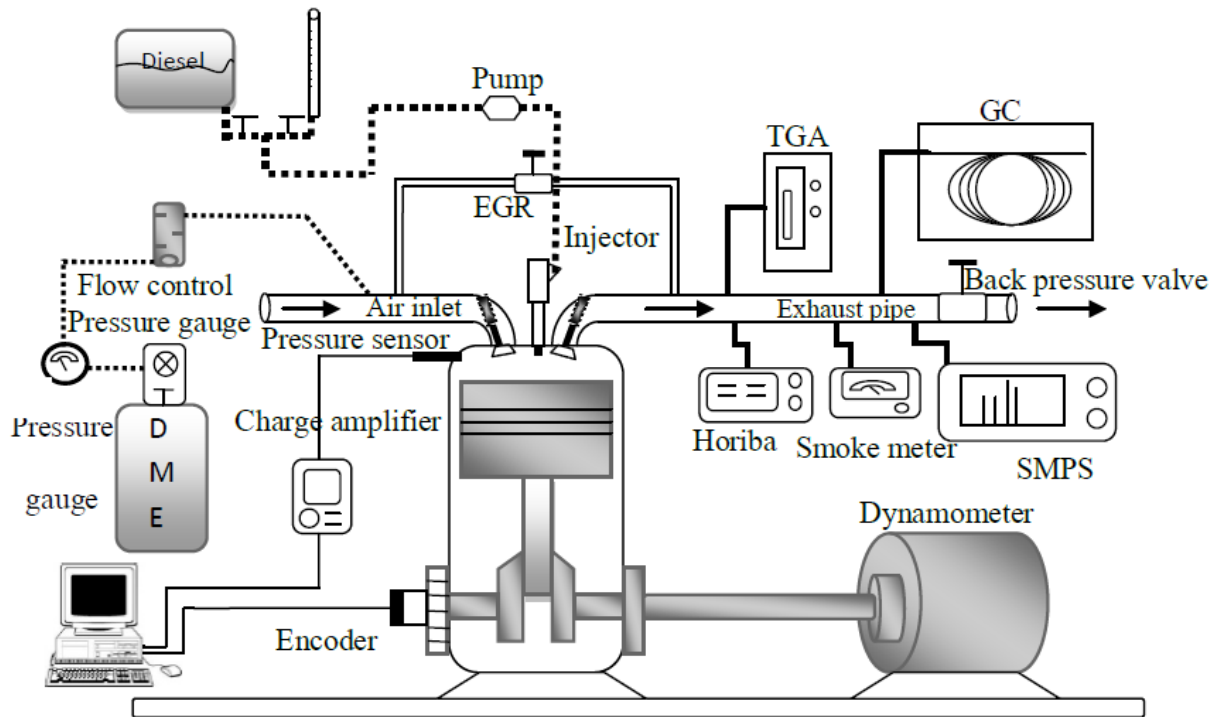 Diesel
Pump
TGA
GC
EGR
Injector
Flow control
Pressure gauge
Air inlet
Exhaust pipe
Back pressure valve
Pressure sensor
Pressure
gauge
D
M
E
Charge amplifier
Horiba
Smoke meter
SMPS
Dynamometer
Encoder